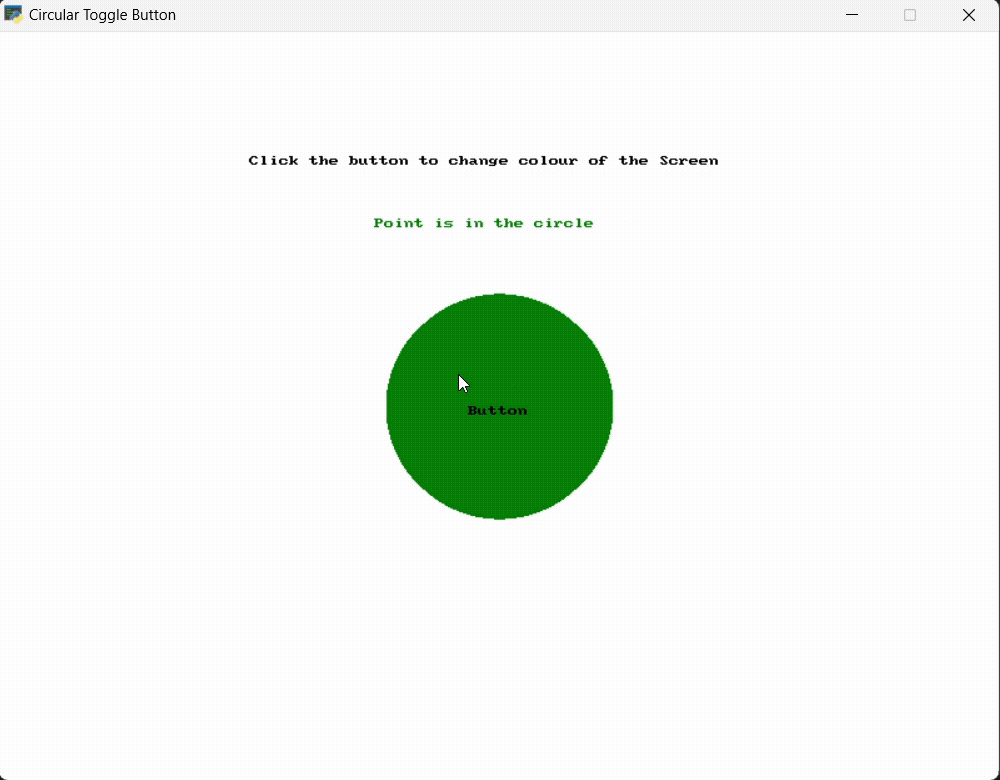 Circular Toggle Button
Click the button to change colour of the Screen
Point is in the circle
Button